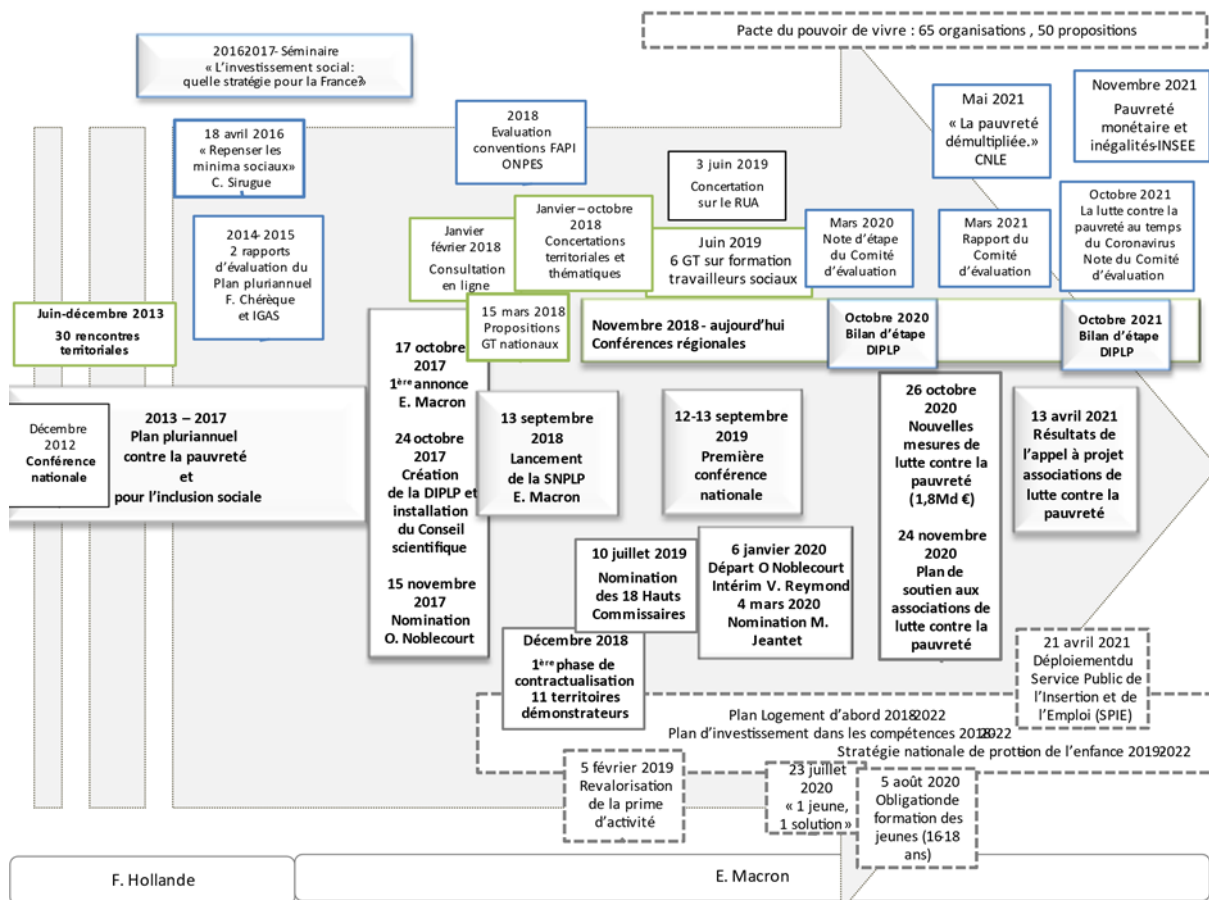 Pacte du pouvoir de vivre : 65 organisations , 50 propositions
20162017- Séminaire
« L'investissement social:
quelle stratégie pour la France?»
18 avril 2016
« Repenser les
minima sociaux»
C. Sirugue
2018
Evaluation
conventions FAPI
ONPES
3 juin 2019
Concertation
sur le RUA
Mai 2021
« La pauvreté
démultipliée.»
CNLE
Novembre 2021
Pauvreté
monétaire et
inégalités-INSEE
2014- 2015
2 rapports
d'évaluation du
Plan pluriannuel
F. Chérèque
et IGAS
Janvier
février 2018
Consultation
en ligne
Janvier – octobre
2018
Concertations
territoriales et
thématiques
Juin 2019
6 GT sur formation
travailleurs sociaux
Mars 2020
Note d'étape
du Comité
d'évaluation
Mars 2021
Rapport du
Comité
d'évaluation
Octobre 2021
La lutte contre la
pauvreté au temps
du Coronavirus
Note du Comité
d'évaluation
Juin-décembre 2013
30 rencontres
territoriales
15 mars 2018
Propositions
GT nationaux
Novembre 2018 - aujourd'hui
Conférences régionales
Octobre 2020
Bilan d'étape
DIPLP
Octobre 2021
Bilan d'étape
DIPLP
Décembre
2012
Conférence
nationale
2013 – 2017
Plan pluriannuel
contre la pauvreté
et
pour l'inclusion sociale
17 octobre
2017
1ère annonce
E. Macron
24 octobre
2017
Création
de la DIPLP et
installation
du Conseil
scientifique
15 novembre
2017
Nomination
O. Noblecourt
13 septembre
2018
Lancement
de la SNPLP
E. Macron
12-13 septembre
2019
Première
conférence
nationale
26 octobre
2020
Nouvelles
mesures de
lutte contre la
pauvreté
(1,8Md €)
24 novembre
2020
Plan de
soutien aux
associations de
lutte contre la
pauvreté
13 avril 2021
Résultats de
l'appel à projet
associations de
lutte contre la
pauvreté
10 juillet 2019
Nomination
des 18 Hauts
Commissaires
6 janvier 2020
Départ O Noblecourt
Intérim V. Reymond
4 mars 2020
Nomination M.
Jeantet
Décembre 2018
1ère phase de
contractualisation
11 territoires
démonstrateurs
21 avril 2021
Déploiementdu
Service Public de
l'Insertion et de
l'Emploi (SPIE)
Plan Logement d'abord 2018-2022
Plan d'investissement dans les compétences 2018-2022
Stratégie nationale de prottion de l'enfance 20192022
5 février 2019
Revalorisation
de la prime
d'activité
23 juillet
2020
« 1 jeune,
1 solution »
5 août 2020
Obligationde
formation des
jeunes (16-18
ans)
F. Hollande
E. Macron